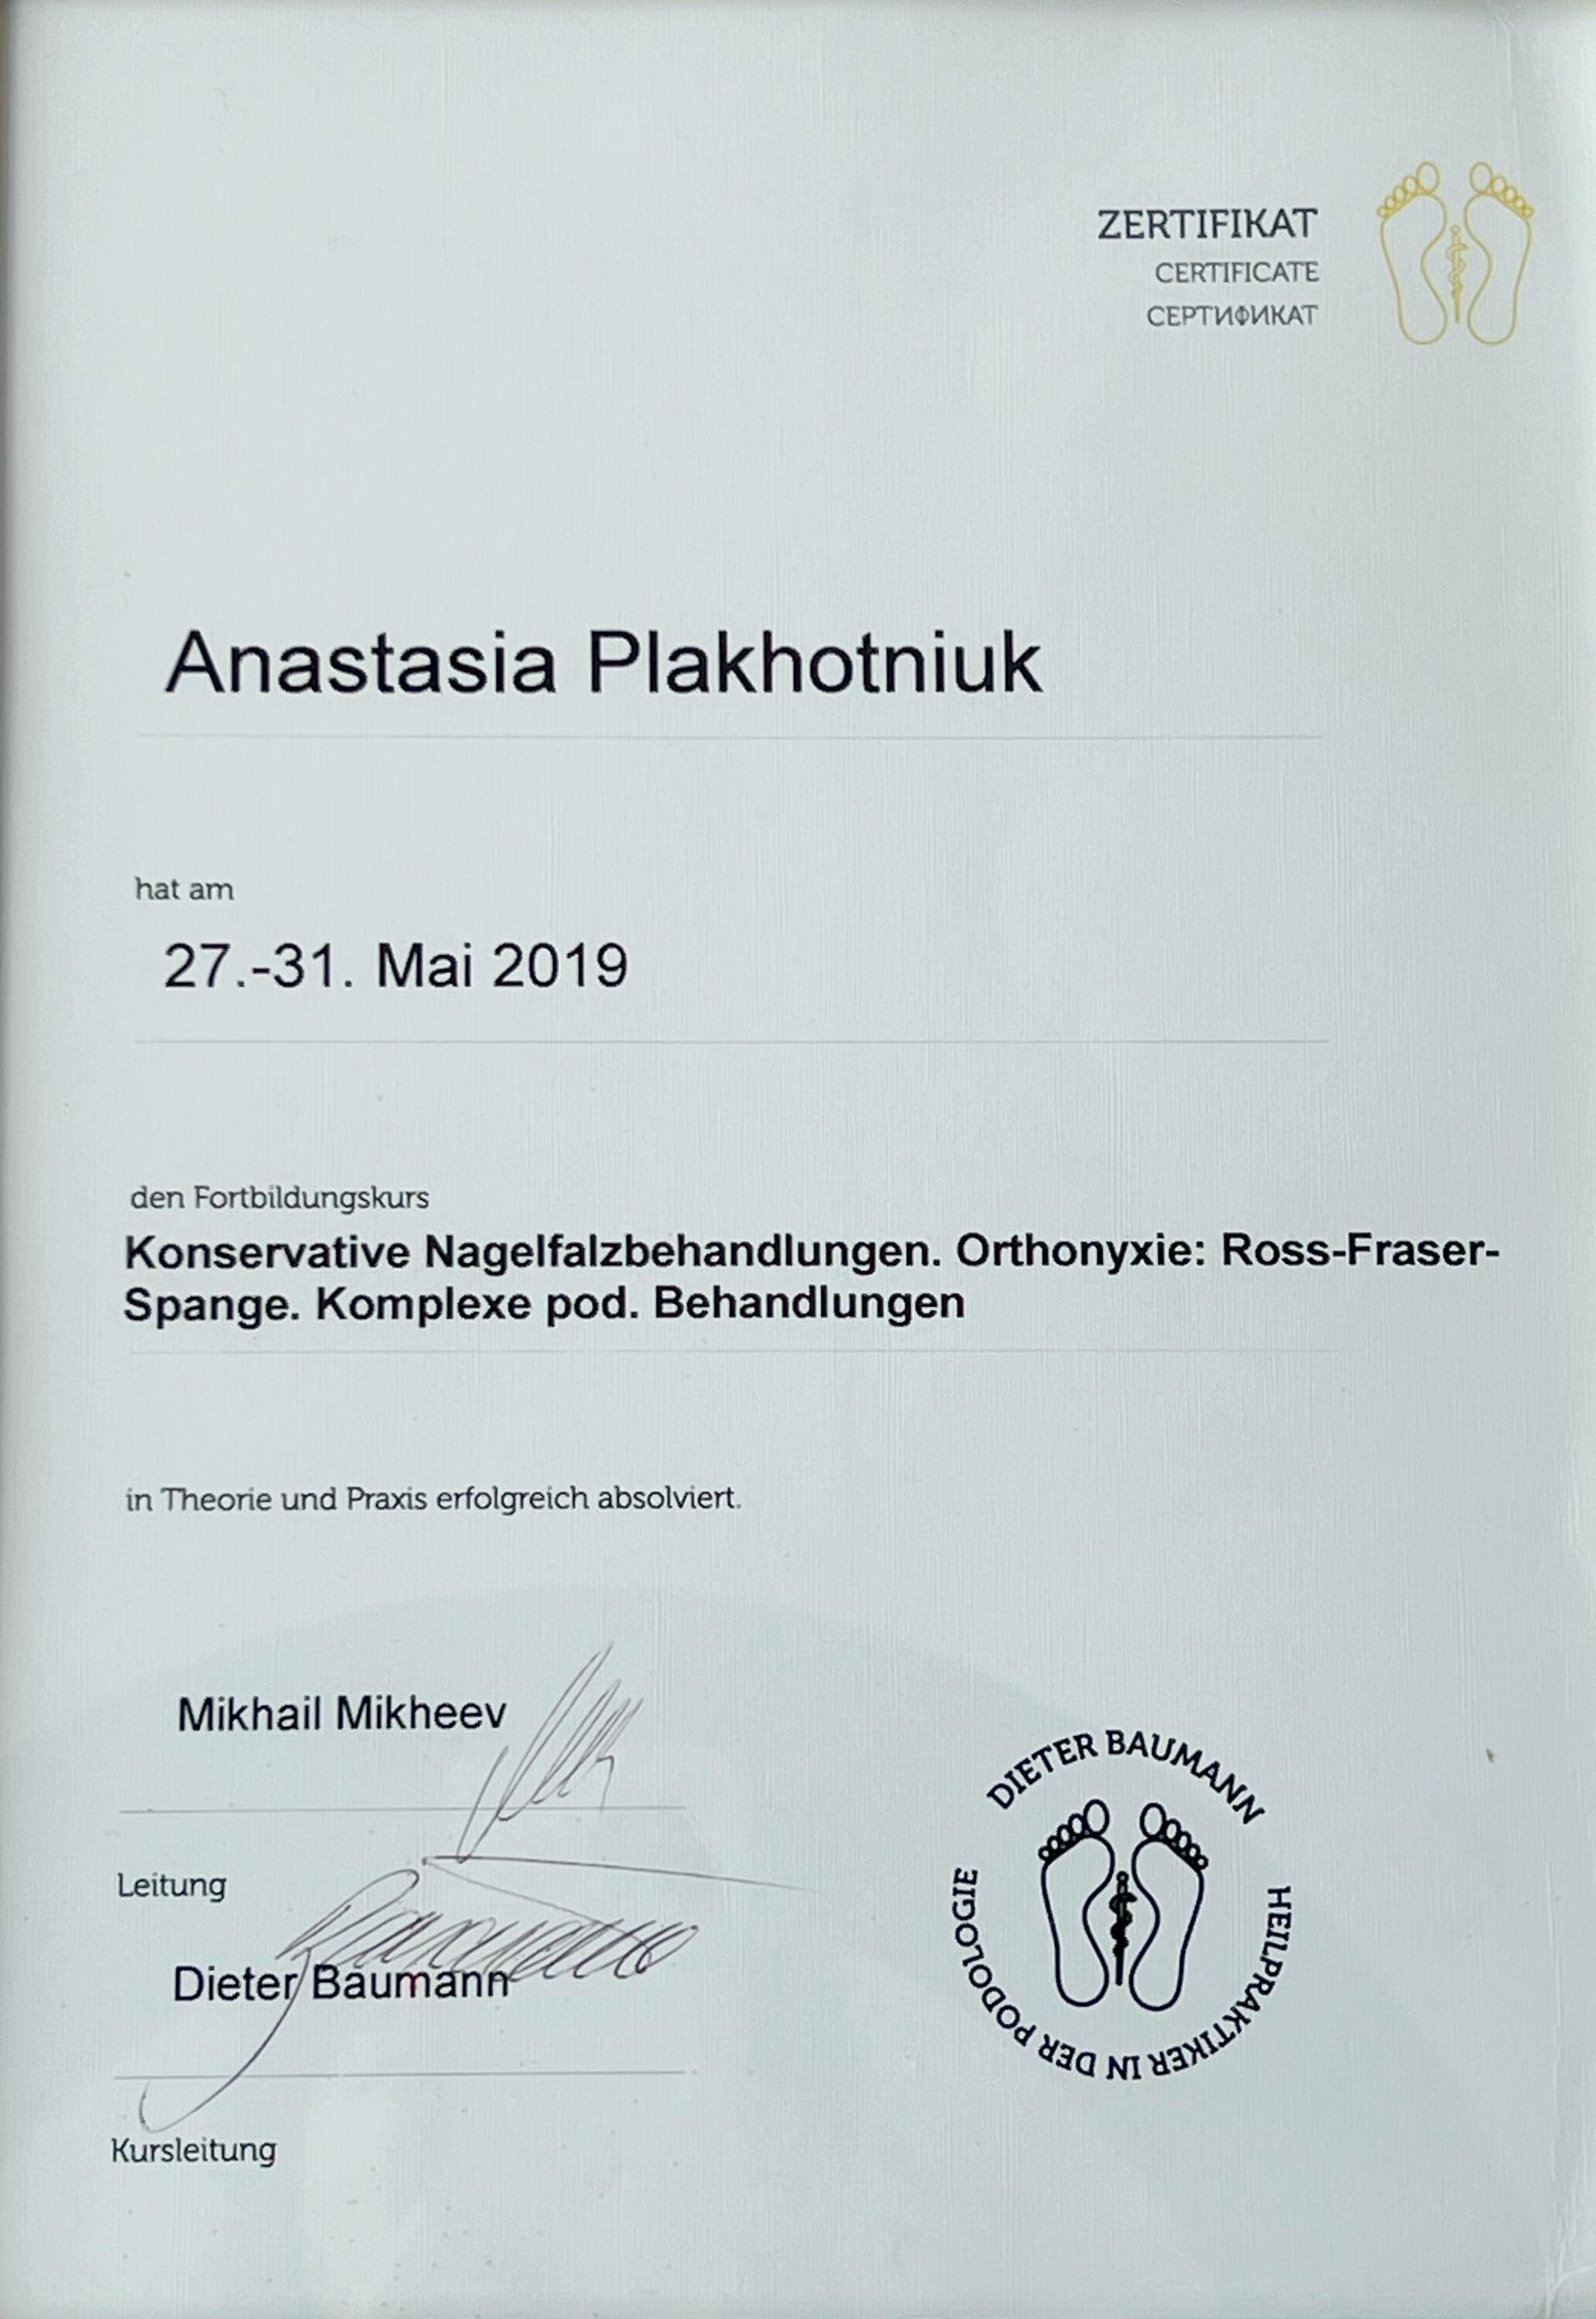 ZERTIFIKAT
CERTIFICATE
СЕРТИФИКАТ
Anastasia Plakhotniuk
hat am
27.-31. Mai 2019
den Fortbildungskurs
Konservative Nagelfalzbehandlungen. Orthonyxie: Ross-Fraser-
Spange. Komplexe pod. Behandlungen
in Theorie und Praxis erfolgreich absolviert.
Mikhail Mikheev
Leitung
Dieter Baumann
Kursleitung
DIETER BAUMANN
HEILPRAKTIKER IN DER PODOLOGIE